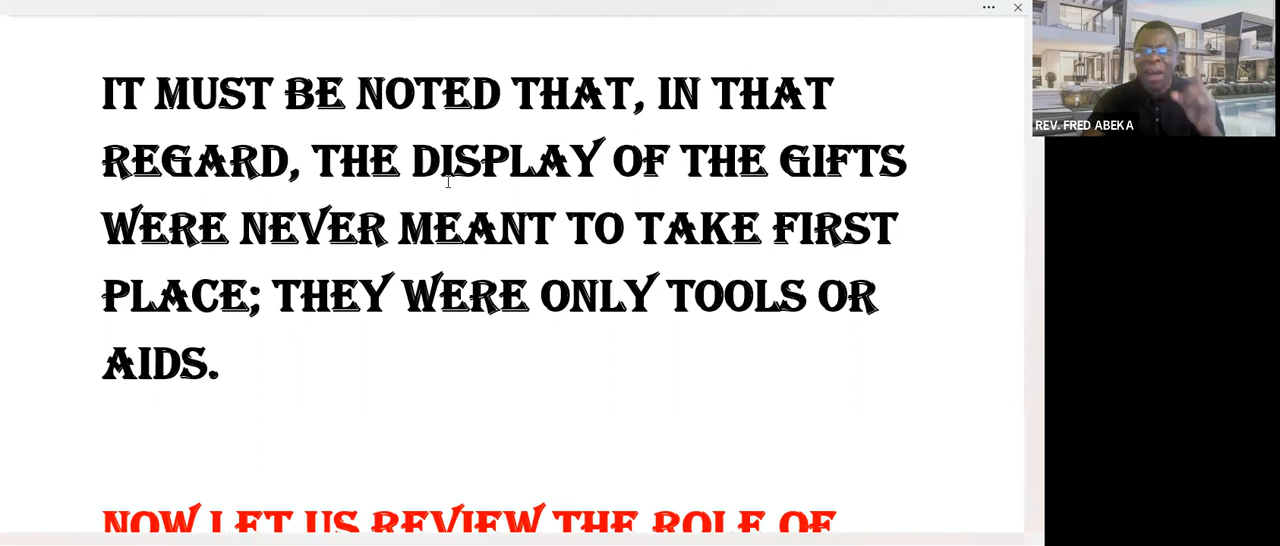 IT MUST BE NOTED THAT, IN THAT
REGARD, THE DISPLAY OF THE GIFTS
WERE NEVER MEANT TO TAKE FIRST
PLACE; THEY WERE ONLY TOOLS OR
AIDS.
NOW LET US REVIEW THE ROLE OF
REV. FRED ABEKA